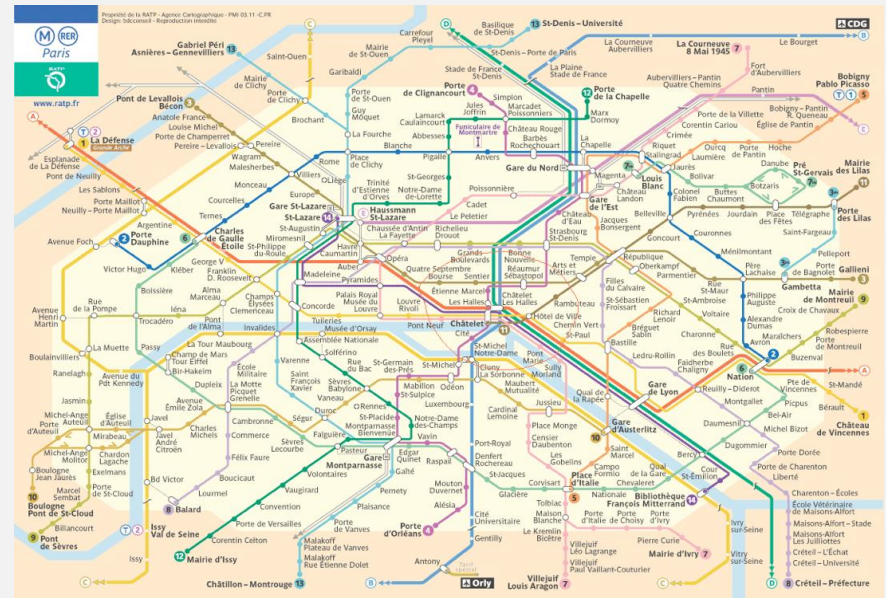 Propriété de la RATP - Agence Cartographique - PMI 03.11 -C.PR
Design: bdcconseil - Reproduction interdite
M RER
Paris
RATP
www.ratp.fr
Gabriel Péri
Asnières – Gennevilliers 13
Mairie
de Clichy
Saint-Ouen
Porte
de Clichy
Brochant
Carrefour
Pleyel
Mairie
de St-Ouen
Garibaldi
Porte
de St-Ouen
Guy
Môquet
La Fourche
Basilique
de St-Denis
13 St-Denis – Université
St-Denis – Porte de Paris
Stade de France
St-Denis
La Plaine
Stade de France
La Courneuve
Aubervilliers
La Courneuve 7
8 Mai 1945
Le Bourget
CDG
Fort
d'Aubervilliers
Aubervilliers – Pantin
Quatre Chemins
Bobigny
Pablo Picasso
Pantin
Bobigny – Pantin
R. Queneau
Église de Pantin
Porte de la Villette
Corentin Cariou
Crimée
Riquet
Stalingrad
Ourcq
Porte
de Pantin
Hoche
Laumière
Jaurès
Bolivar
Danube
Pré
St-Gervais
Botzaris
Buttes
Chaumont
Place
des Fêtes
Mairie
des Lilas
11
Porte
des Lilas
Télégraphe
Jourdain
Pyrénées
Saint-Fargeau
Pelleport
Porte
de Bagnolet
Gambetta
Gallieni
3
Porte
de Clignancourt
4
Simplon
Jules
Joffrin
Marcadet
Poissonniers
12 Porte
de la Chapelle
Marx
Dormoy
Lamarck
Caulaincourt
Abbesses
Funiculaire de
Montmartre
Château Rouge
Barbès
Rochechouart
La
Chapelle
Pont de Levallois
Bécon
3
Anatole France
Louise Michel
Porte de Champerret
Pereire – Levallois
Pereire
Wagram
Malesherbes
Villiers
Rome
Place
de Clichy
Blanche
Pigalle
Anvers
Gare du Nord
Magenta
Château
Landon
Louis
Blanc
La Défense
Grande Arche
Esplanade
de La Défense
Pont de Neuilly
Les Sablons
Porte Maillot
Neuilly – Porte Maillot
Argentine
Avenue Foch
2 Porte
Dauphine
Victor Hugo
Charles
de Gaulle
Étoile
Ternes
Courcelles
Monceau
Europe
Liège
Trinité
d'Estienne
d'Orves
St-Georges
Notre-Dame
de-Lorette
Gare St-Lazare
St-Lazare 14
Haussmann
St-Lazare
St-Augustin
Miromesnil
St-Philippe
du-Roule
Havre
Caumartin
Auber
Chaussée d'Antin
La Fayette
Le Peletier
Cadet
Poissonnière
Richelieu
Drouot
Grands
Boulevards
Bonne
Nouvelle
Strasbourg
St-Denis
Château
d'Eau
Gare
de l'Est
Jacques
Bonsergent
Colonel
Fabien
Belleville
Goncourt
Couronnes
Ménilmontant
Père
Lachaise
République
Oberkampf
Parmentier
Temple
Arts et
Métiers
Réaumur
Sébastopol
Sentier
Bourse
Quatre Septembre
Opéra
Madeleine
Pyramides
Palais Royal
Musée du
Louvre
Louvre
Rivoli
Étienne Marcel
Les Halles
Châtelet
Les Halles
Châtelet
Pont Neuf
Cité
Hôtel de Ville
Rambuteau
Filles
du Calvaire
St-Sébastien
Froissart
Chemin Vert
St-Paul
Richard
Lenoir
Bréguet
Sabin
Bastille
Rue
St-Maur
St-Ambroise
Voltaire
Charonne
Rue
des Boulets
Ledru-Rollin
Faidherbe
Chaligny
Philippe
Auguste
Alexandre
Dumas
Avron
Buzenval
Maraîchers
Mairie
de Montreuil
9
Croix de Chavaux
Robespierre
Porte
de Montreuil
Nation
Kléber
Boissière
George V
Franklin
D. Roosevelt
Alma
Marceau
Iéna
Champs
Élysées
Clemenceau
Concorde
Tuileries
Rue
de la Pompe
Trocadéro
Avenue
Henri
Martin
La Muette
Boulainvilliers
Ranelagh
Jasmin
Passy
Avenue du
Pdt Kennedy
Pont
de l'Alma
Invalides
Musée d'Orsay
Assemblée Nationale
Solférino
Rue
du Bac
St-Germain
des-Prés
St-Michel
St-Michel
Notre-Dame
Cluny
La Sorbonne
Maubert
Mutualité
Pont
Marie
Sully
Morland
Champ de Mars
Tour Eiffel
Bir-Hakeim
Dupleix
La Tour Maubourg
École
Militaire
La Motte
Picquet
Grenelle
Varenne
Saint
François
Xavier
Sèvres
Babylone
Vaneau
Duroc
Mabillon
Odéon
St-Sulpice
Rennes
St-Placide
Montparnasse
Bienvenüe
Luxembourg
Notre-Dame
des-Champs
Cardinal
Lemoine
Jussieu
Place Monge
Censier
Daubenton
Les
Gobelins
Quai de
la Rapée
Gare
de Lyon
Gare
d'Austerlitz
Saint
Marcel
Campo
Formio
Reuilly – Diderot
Montgallet
Daumesnil
Picpus
Bel-Air
Michel Bizot
Pte de
Vincennes
St-Mandé
Bérault
Château
de Vincennes
Dugommier
Porte Dorée
Porte de Charenton
Liberté
Charenton – Écoles
École Vétérinaire
de Maisons-Alfort
Maisons-Alfort – Stade
Maisons-Alfort
Les Juilliottes
Créteil – L'Échat
Créteil – Université
8 Créteil – Préfecture
Bercy
Cour
St-Émilion
Bibliothèque
François Mitterrand
14
Quai
de la Gare
Chevaleret
Nationale
Place
d'Italie
Corvisart
Glacière
St-Jacques
Denfert
Rochereau
Port-Royal
Raspail
Vavin
Edgar
Quinet
Gaîté
Pernety
Plaisance
Porte
de Vanves
Malakoff
Plateau de Vanves
Malakoff
Rue Étienne Dolet
Châtillon – Montrouge 13
Gare
Montparnasse
Pasteur
Falguière
Volontaires
Vaugirard
Convention
Porte de Versailles
Corentin Celton
12 Mairie d'Issy
Sèvres
Lecourbe
Ségur
Cambronne
Avenue
Émile Zola
Charles
Michels
Commerce
Félix Faure
Boucicaut
Lourmel
8 Balard
Bd Victor
Javel
Javel
André
Citroën
Mirabeau
Église
d'Auteuil
Michel-Ange
Auteuil
Porte
d'Auteuil
Michel-Ange
Molitor
Chardon
Lagache
Exelmans
Porte
de St-Cloud
Boulogne
Jean Jaurès
Marcel
Sembat
10
Boulogne
Pont de St-Cloud
Billancourt
9 Pont
de Sèvres
Issy
Val de Seine
Issy
Mouton
Duvernet
Alésia
Porte
d'Orléans 4
Cité
Universitaire
Gentilly
Antony
Tarif
spécial
Orly
Tolbiac
Maison
Blanche
Le Kremlin
Bicêtre
Villejuif
Léo Lagrange
Villejuif
Paul Vaillant-Couturier
Villejuif
Louis Aragon 7
Porte
d'Italie
Porte
de Choisy
Porte
d'Ivry
Pierre Curie
Mairie d'Ivry 7
Ivry
sur-Seine
Vitry
sur-Seine